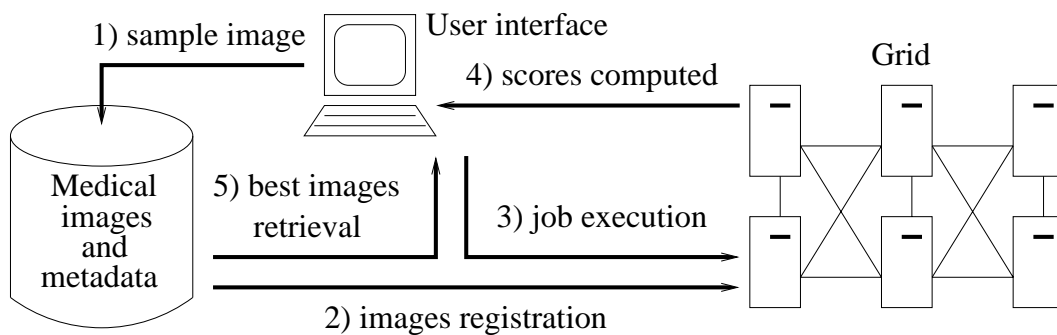 1) sample image
User interface
Grid
4) scores computed
Medical
images
and
metadata
5) best images
retrieval
3) job execution
2) images registration